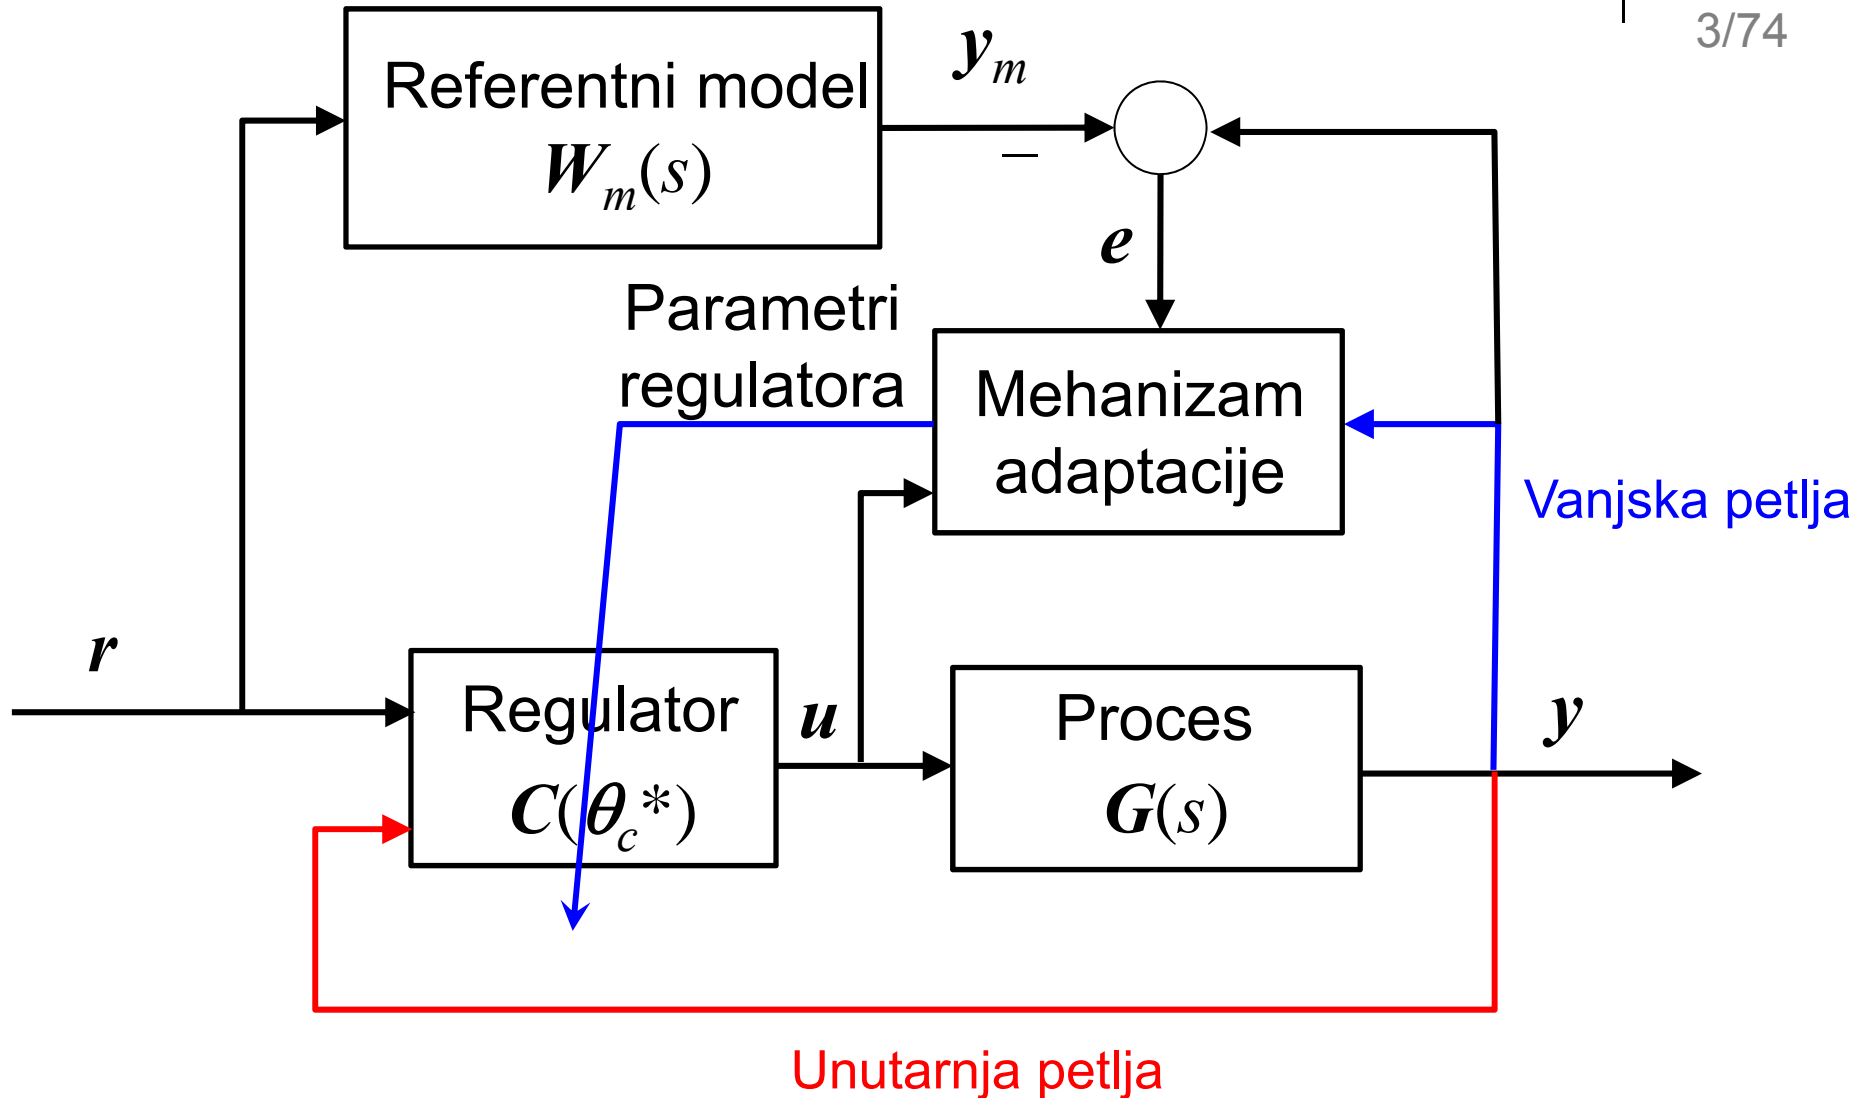 3/74
Referentni model
W_m(s)
y_m
−
e
Parametri
regulatora
Mehanizam
adaptacije
Vanjska petlja
r
Regulator
C(θ_c*)
u
Proces
G(s)
y
Unutarnja petlja